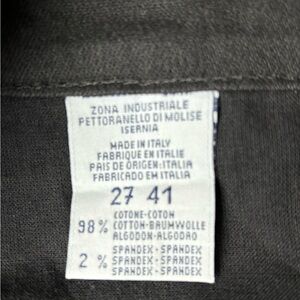 ZONA INDUSTRIALE
PETTORANELLO DI MOLISE
ISERNIA
MADE IN ITALY
FABRIQUE EN ITALIE
PAIS DE ORIGEN:ITALIA
FABRICADO EM ITALIA
27 41
COTONE-COTON
98% COTTON-BAUMWOLLE
ALGODON-ALGODAO
SPANDEX-SPANDEX
2 % SPANDEX-SPANDEX
SPANDEX-SPANDEX